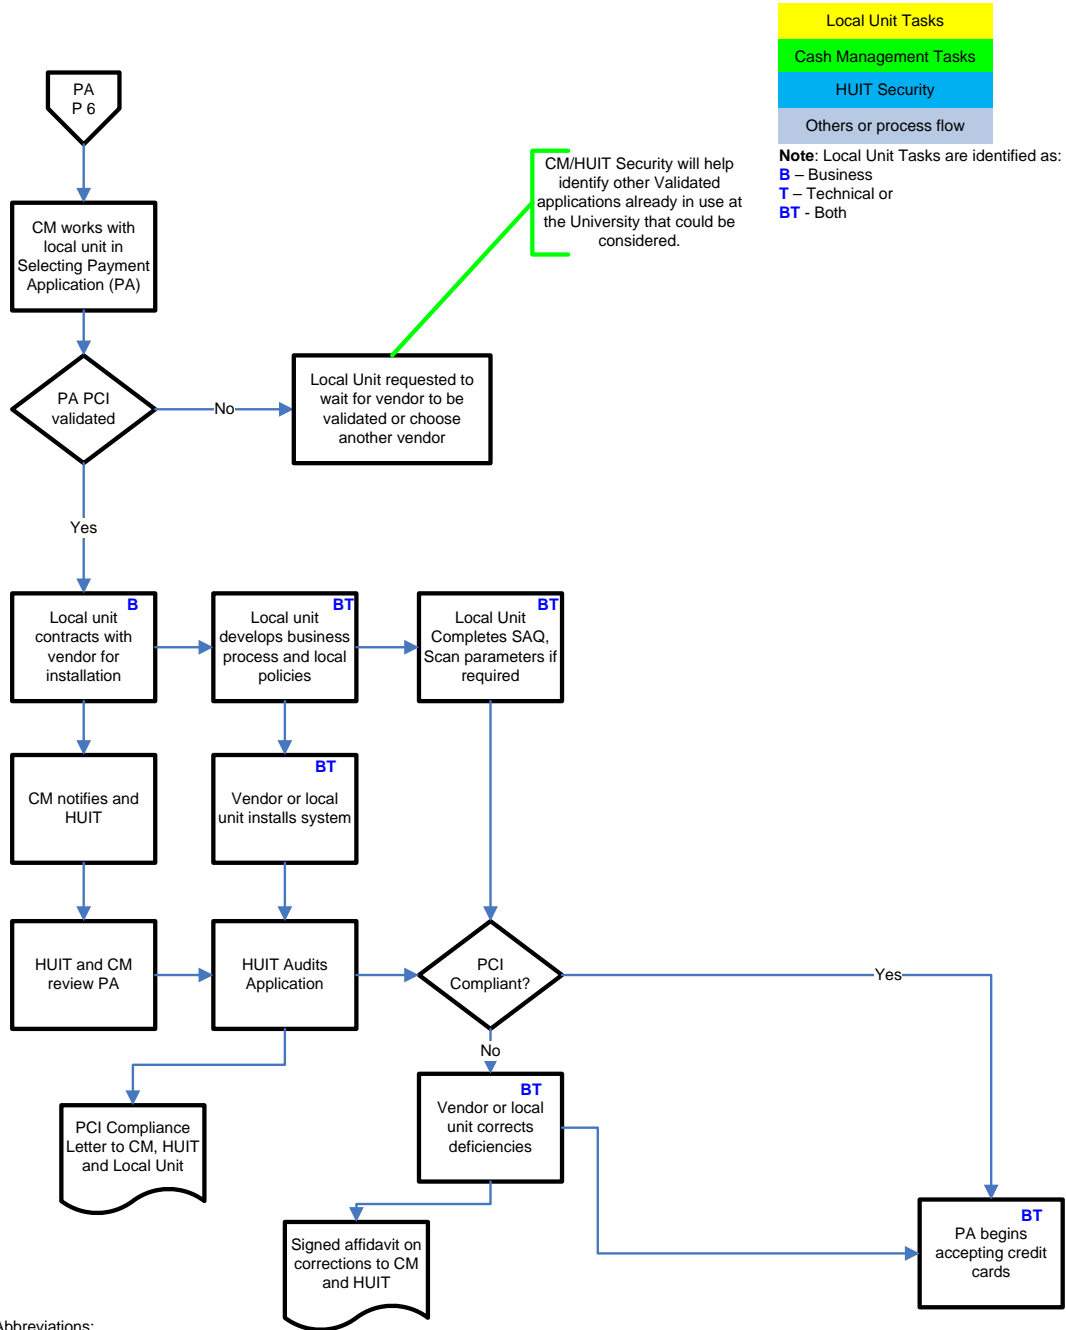 Local Unit Tasks
Cash Management Tasks
HUIT Security
Others or process flow
Note: Local Unit Tasks are identified as:
B – Business
T – Technical or
BT - Both
PA
P 6
CM/HUIT Security will help
identify other Validated
applications already in use at
the University that could be
considered.
CM works with
local unit in
Selecting Payment
Application (PA)
PA PCI
validated
No
Local Unit requested to
wait for vendor to be
validated or choose
another vendor
Yes
B
Local unit
contracts with
vendor for
installation
BT
Local unit
develops business
process and local
policies
BT
Local Unit
Completes SAQ,
Scan parameters if
required
CM notifies and
HUIT
BT
Vendor or local
unit installs system
HUIT and CM
review PA
HUIT Audits
Application
PCI
Compliant?
Yes
No
PCI Compliance
Letter to CM, HUIT
and Local Unit
BT
Vendor or local
unit corrects
deficiencies
Signed affidavit on
corrections to CM
and HUIT
BT
PA begins
accepting credit
cards
Abbreviations: